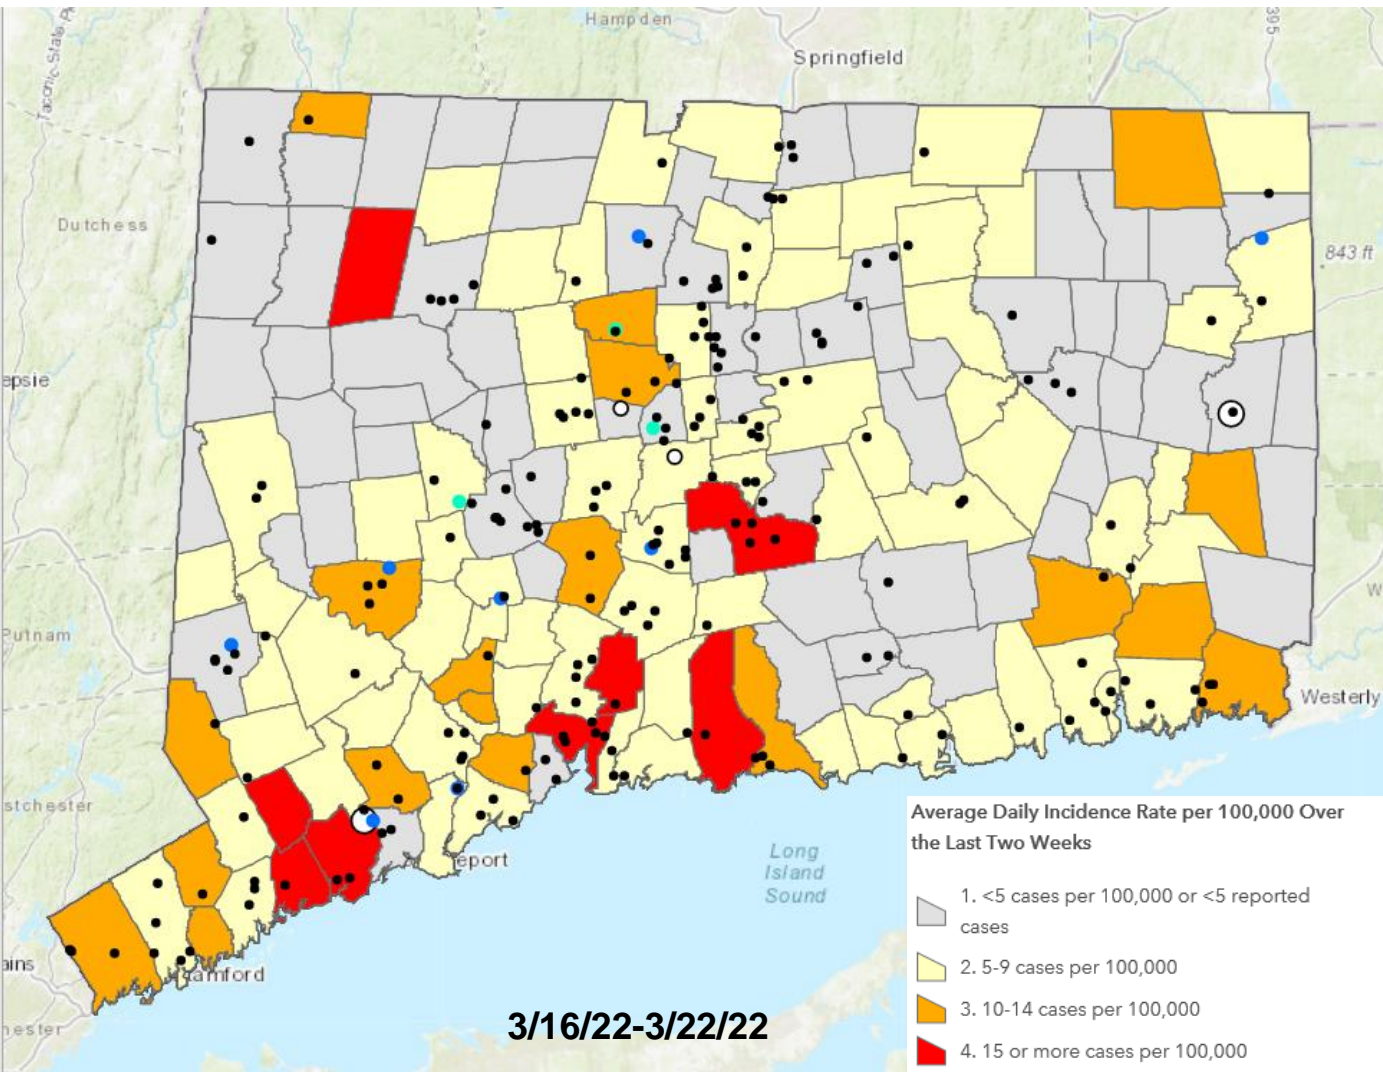 Hampden
Springfield
395
Taconic-State P
Dutchess
843 ft
epsie
Putnam
W
Westerly
stchester
eport
Long
Island
Sound
ains
amford
hester
3/16/22-3/22/22
Average Daily Incidence Rate per 100,000 Over
the Last Two Weeks
1. <5 cases per 100,000 or <5 reported
cases
2. 5-9 cases per 100,000
3. 10-14 cases per 100,000
4. 15 or more cases per 100,000